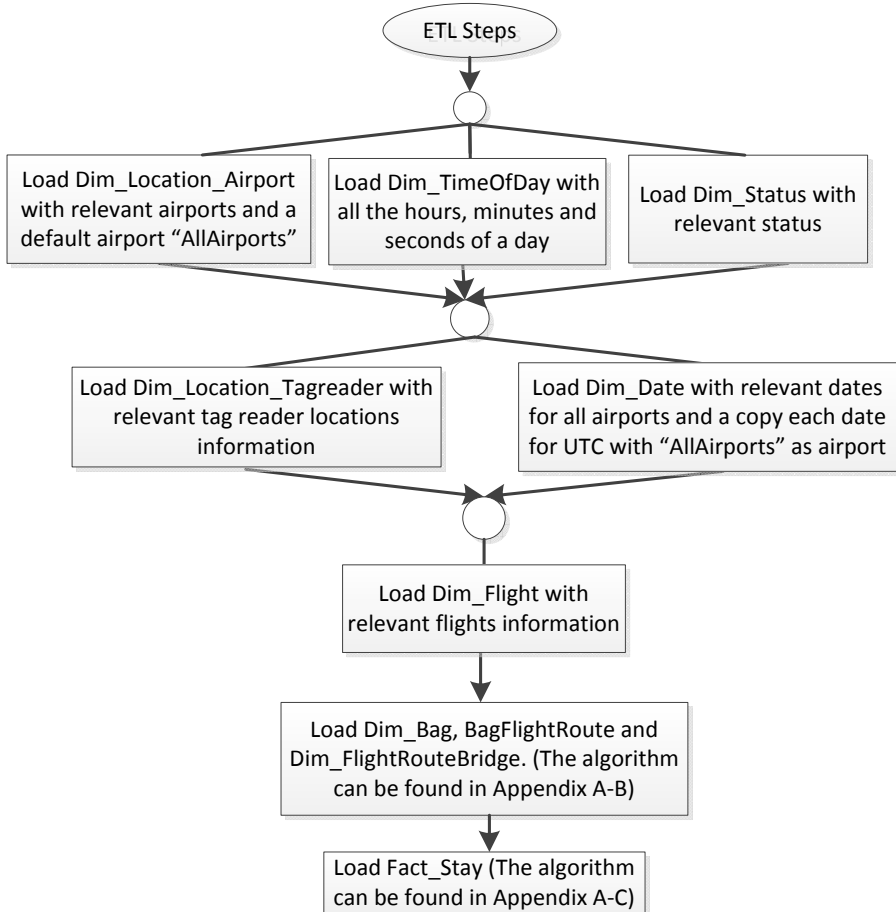 ETL Steps
Load Dim_Location_Airport
with relevant airports and a
default airport “AllAirports”
Load Dim_TimeOfDay with
all the hours, minutes and
seconds of a day
Load Dim_Status with
relevant status
Load Dim_Location_Tagreader with
relevant tag reader locations
information
Load Dim_Date with relevant dates
for all airports and a copy each date
for UTC with “AllAirports” as airport
Load Dim_Flight with
relevant flights information
Load Dim_Bag, BagFlightRoute and
Dim_FlightRouteBridge. (The algorithm
can be found in Appendix A-B)
Load Fact_Stay (The algorithm
can be found in Appendix A-C)